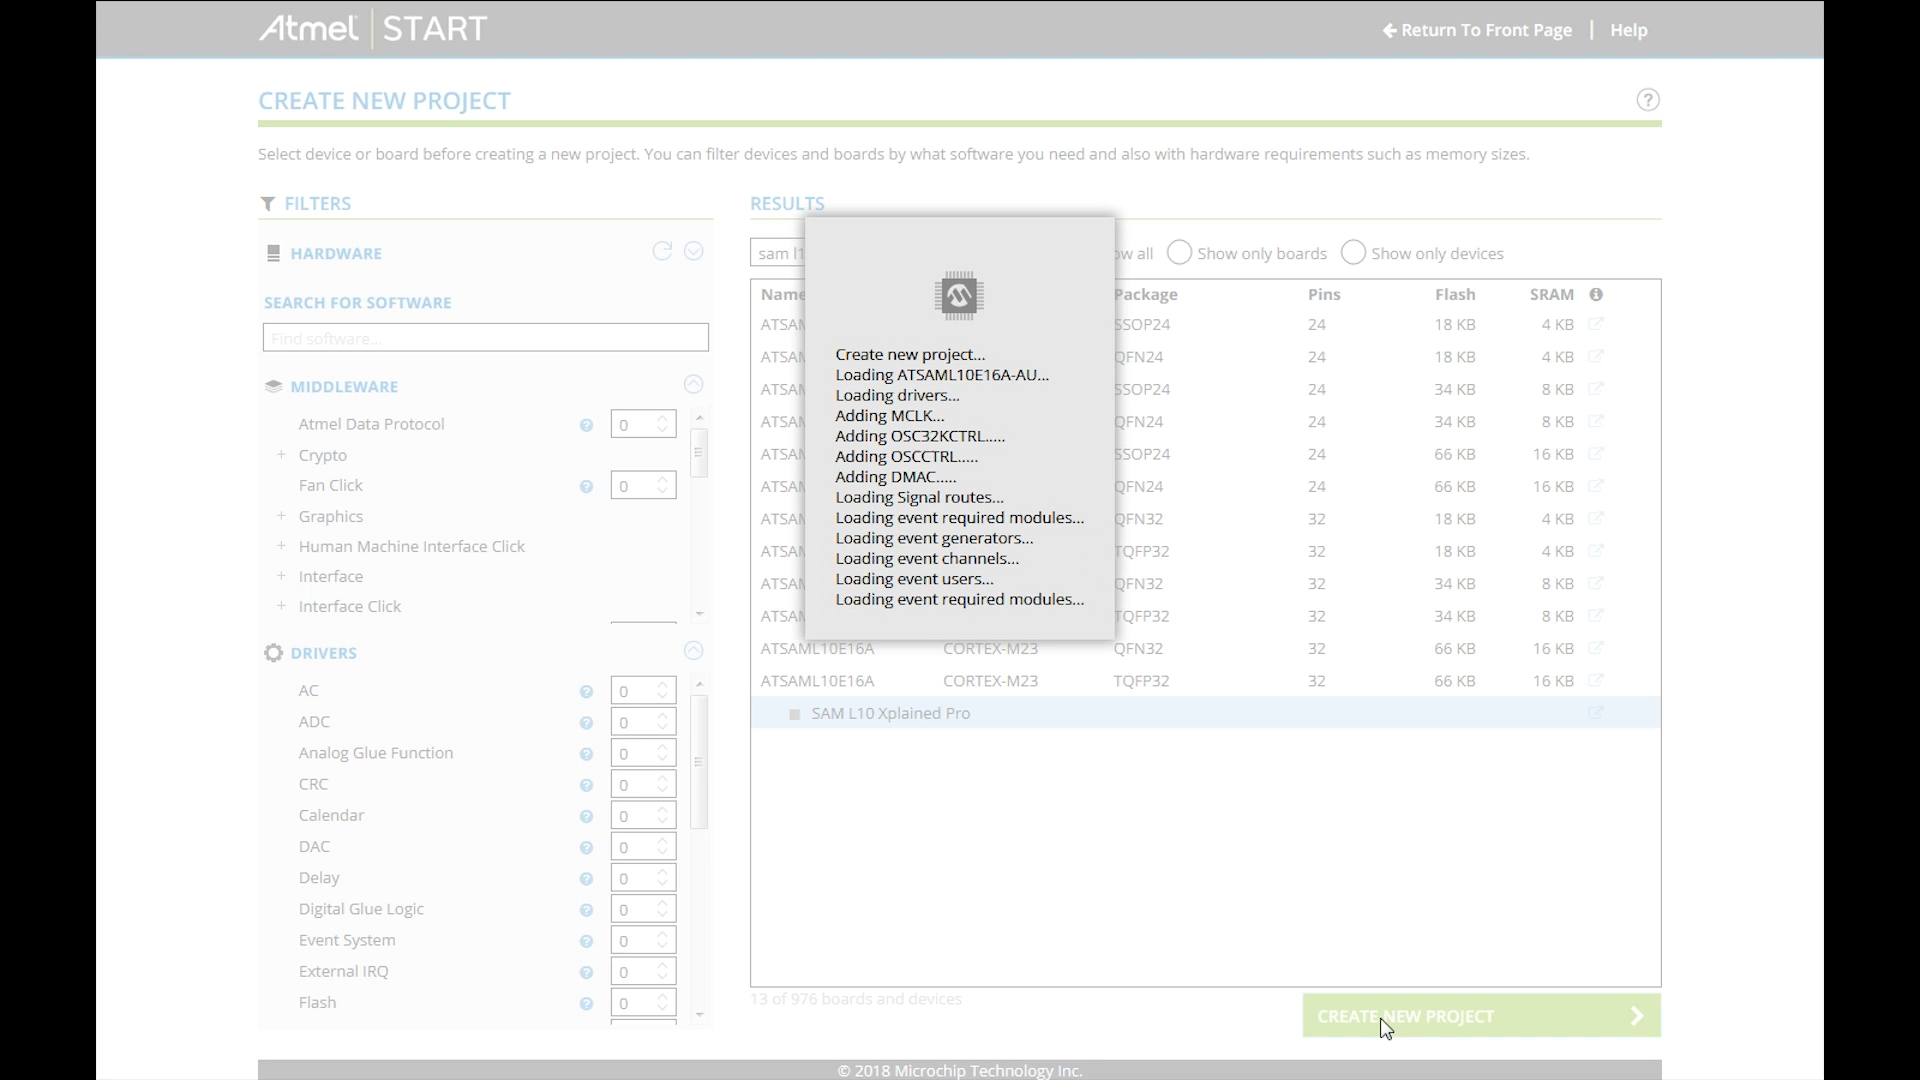 Atmel START
Return To Front Page | Help
CREATE NEW PROJECT
?
Select device or board before creating a new project. You can filter devices and boards by what software you need and also with hardware requirements such as memory sizes.
FILTERS
HARDWARE
SEARCH FOR SOFTWARE
Find software...
MIDDLEWARE
Atmel Data Protocol ? 0
+ Crypto
Fan Click ? 0
+ Graphics
+ Human Machine Interface Click
+ Interface
+ Interface Click
DRIVERS
AC ? 0
ADC ? 0
Analog Glue Function ? 0
CRC ? 0
Calendar ? 0
DAC ? 0
Delay ? 0
Digital Glue Logic ? 0
Event System ? 0
External IRQ ? 0
Flash ? 0
RESULTS
sam l1 ow all Show only boards Show only devices
Name Package Pins Flash SRAM
ATSAM SSOP24 24 18 KB 4 KB
ATSAM QFN24 24 18 KB 4 KB
ATSAM SSOP24 24 34 KB 8 KB
ATSAM QFN24 24 34 KB 8 KB
ATSAM SSOP24 24 66 KB 16 KB
ATSAM QFN24 24 66 KB 16 KB
ATSAM QFN32 32 18 KB 4 KB
ATSAM TQFP32 32 18 KB 4 KB
ATSAM QFN32 32 34 KB 8 KB
ATSAM TQFP32 32 34 KB 8 KB
ATSAML10E16A CORTEX-M23 QFN32 32 66 KB 16 KB
ATSAML10E16A CORTEX-M23 TQFP32 32 66 KB 16 KB
SAM L10 Xplained Pro
Create new project...
Loading ATSAML10E16A-AU...
Loading drivers...
Adding MCLK...
Adding OSC32KCTRL.....
Adding OSCCTRL.....
Adding DMAC.....
Loading Signal routes...
Loading event required modules...
Loading event generators...
Loading event channels...
Loading event users...
Loading event required modules...
13 of 976 boards and devices
CREATE NEW PROJECT
© 2018 Microchip Technology Inc.